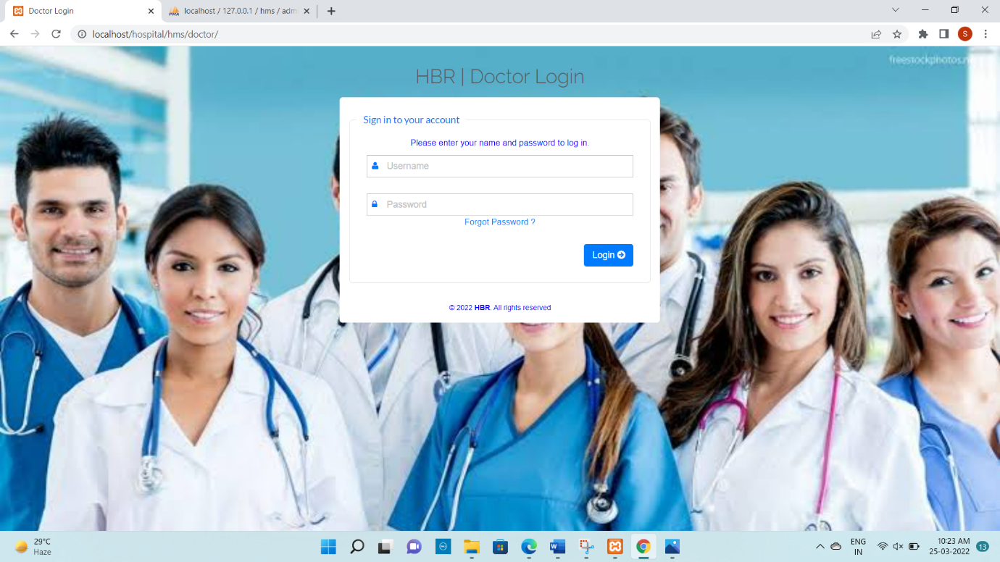 Doctor Login
localhost / 127.0.0.1 / hms / adm
localhost/hospital/hms/doctor/
S
freestockphotos.
HBR | Doctor Login
Sign in to your account
Please enter your name and password to log in.
Username
Password
Forgot Password ?
Login
© 2022 HBR. All rights reserved
29°C
Haze
ENG
IN
10:23 AM
25-03-2022
13